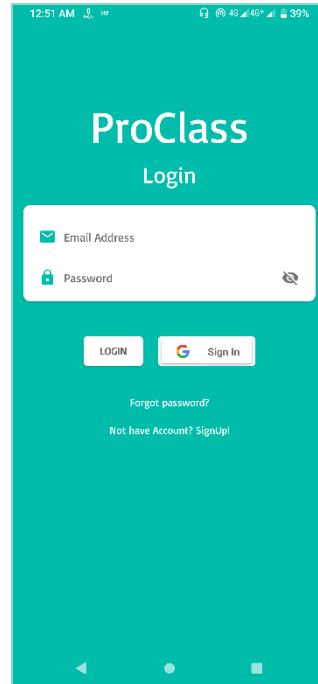 12:51 AM 4G 4G+ 39%
ProClass
Login
Email Address
Password
LOGIN
Sign In
Forgot password?
Not have Account? SignUp!